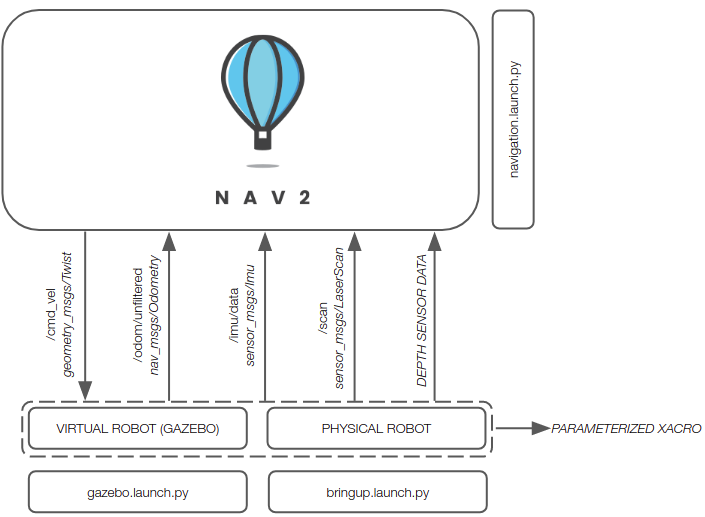 navigation.launch.py
N A V 2
/cmd_vel
geometry_msgs/Twist
/odom/unfiltered
nav_msgs/Odometry
/imu/data
sensor_msgs/Imu
/scan
sensor_msgs/LaserScan
DEPTH SENSOR DATA
VIRTUAL ROBOT (GAZEBO)
PHYSICAL ROBOT
PARAMETERIZED XACRO
gazebo.launch.py
bringup.launch.py